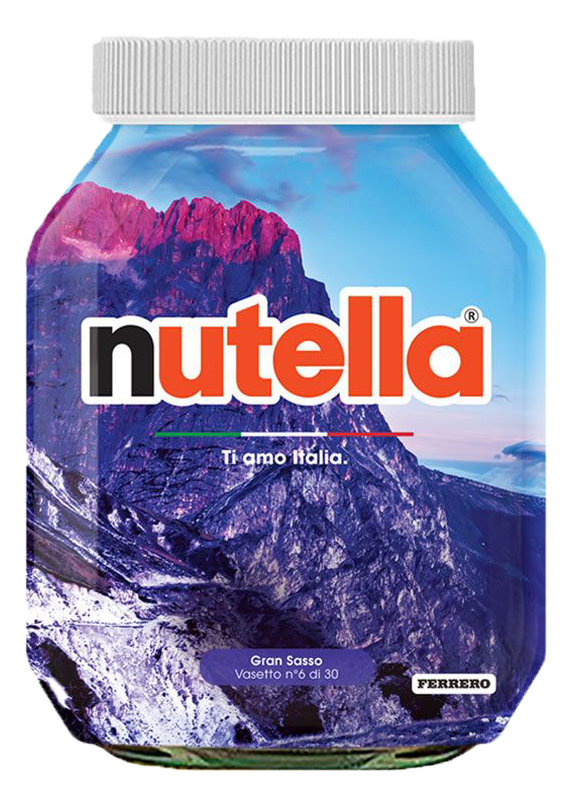 nutella®
Ti amo Italia.
Gran Sasso
Vasetto n°6 di 30
FERRERO